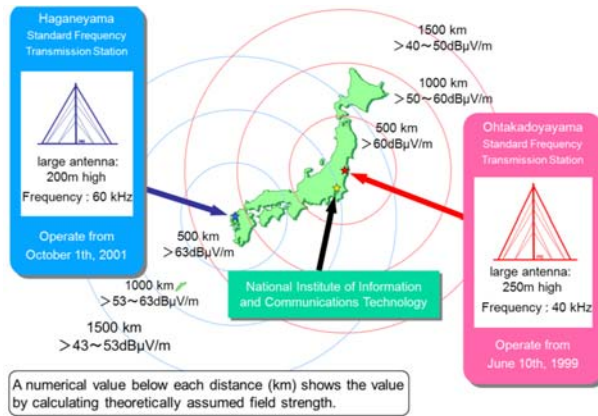 Haganeyama
Standard Frequency
Transmission Station
large antenna:
200m high
Frequency : 60 kHz
Operate from
October 1th, 2001
1500 km
>40～50dBμV/m
1000 km
>50～60dBμV/m
500 km
>60dBμV/m
Ohtakadoyayama
Standard Frequency
Transmission Station
large antenna:
250m high
Frequency : 40 kHz
Operate from
June 10th, 1999
500 km
>63dBμV/m
1000 km
>53～63dBμV/m
1500 km
>43～53dBμV/m
National Institute of Information
and Communications Technology
A numerical value below each distance (km) shows the value
by calculating theoretically assumed field strength.